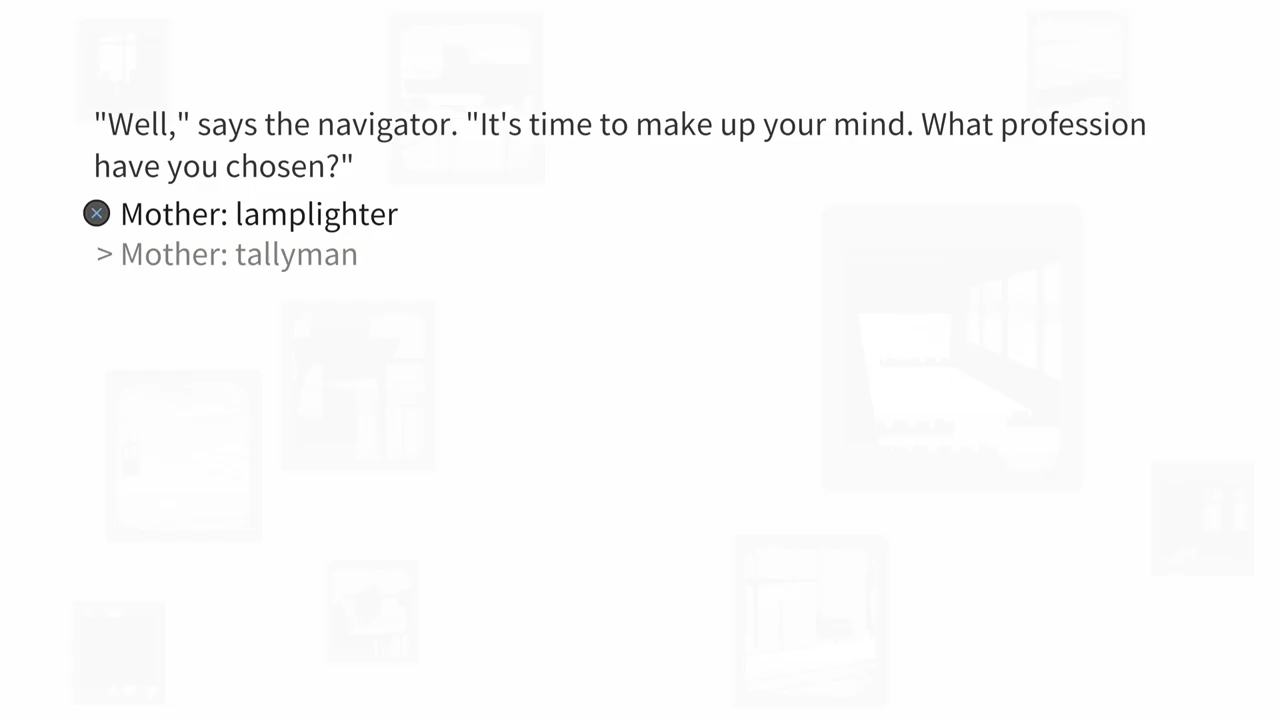 "Well," says the navigator. "It's time to make up your mind. What profession
have you chosen?"
Mother: lamplighter
> Mother: tallyman